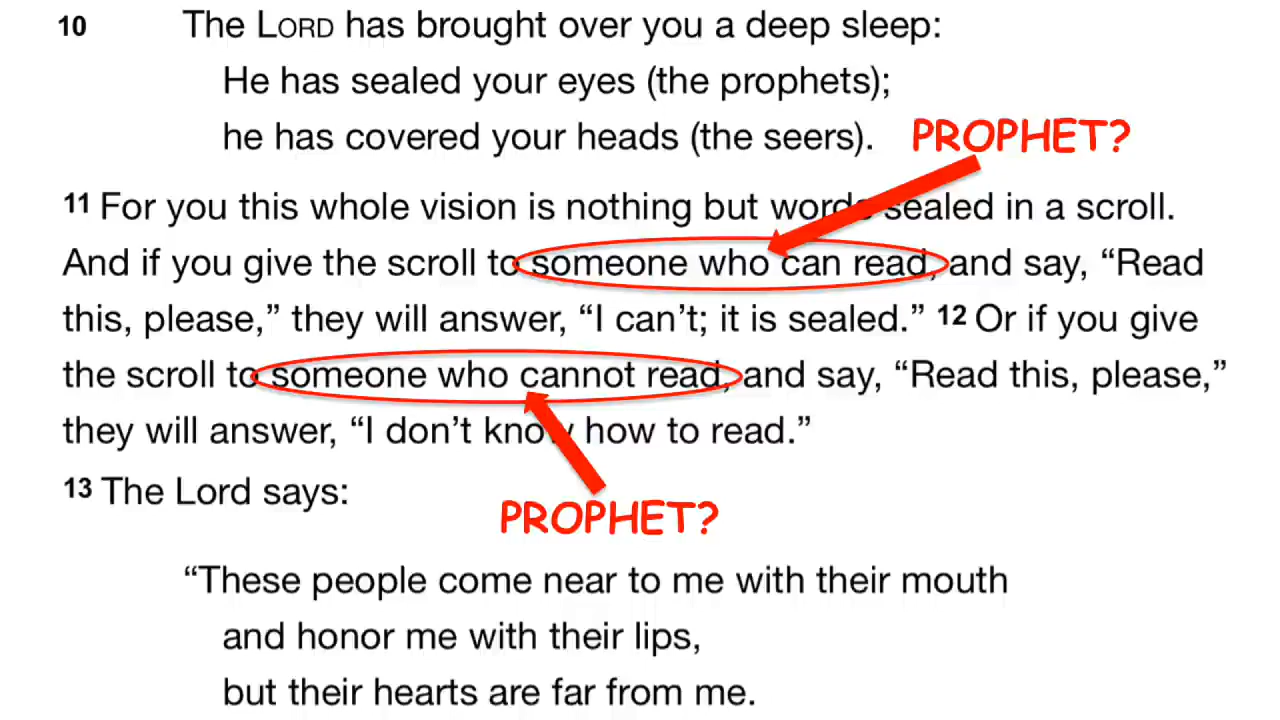 10 The LORD has brought over you a deep sleep:
He has sealed your eyes (the prophets);
he has covered your heads (the seers).
PROPHET?
11 For you this whole vision is nothing but words sealed in a scroll.
And if you give the scroll to someone who can read, and say, “Read
this, please,” they will answer, “I can’t; it is sealed.” 12 Or if you give
the scroll to someone who cannot read, and say, “Read this, please,”
they will answer, “I don’t know how to read.”
13 The Lord says:
PROPHET?
“These people come near to me with their mouth
and honor me with their lips,
but their hearts are far from me.